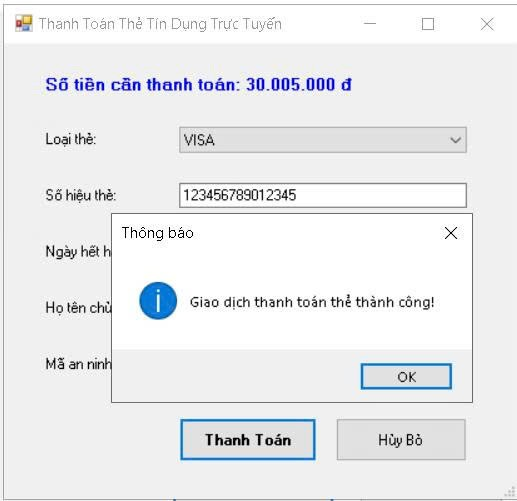 Thanh Toán Thẻ Tín Dụng Trực Tuyến
Số tiền cần thanh toán: 30.005.000 đ
Loại thẻ:
VISA
Số hiệu thẻ:
123456789012345
Thông báo
Ngày hết h
Giao dịch thanh toán thẻ thành công!
Họ tên chủ
Mã an ninh
OK
Thanh Toán
Hủy Bỏ